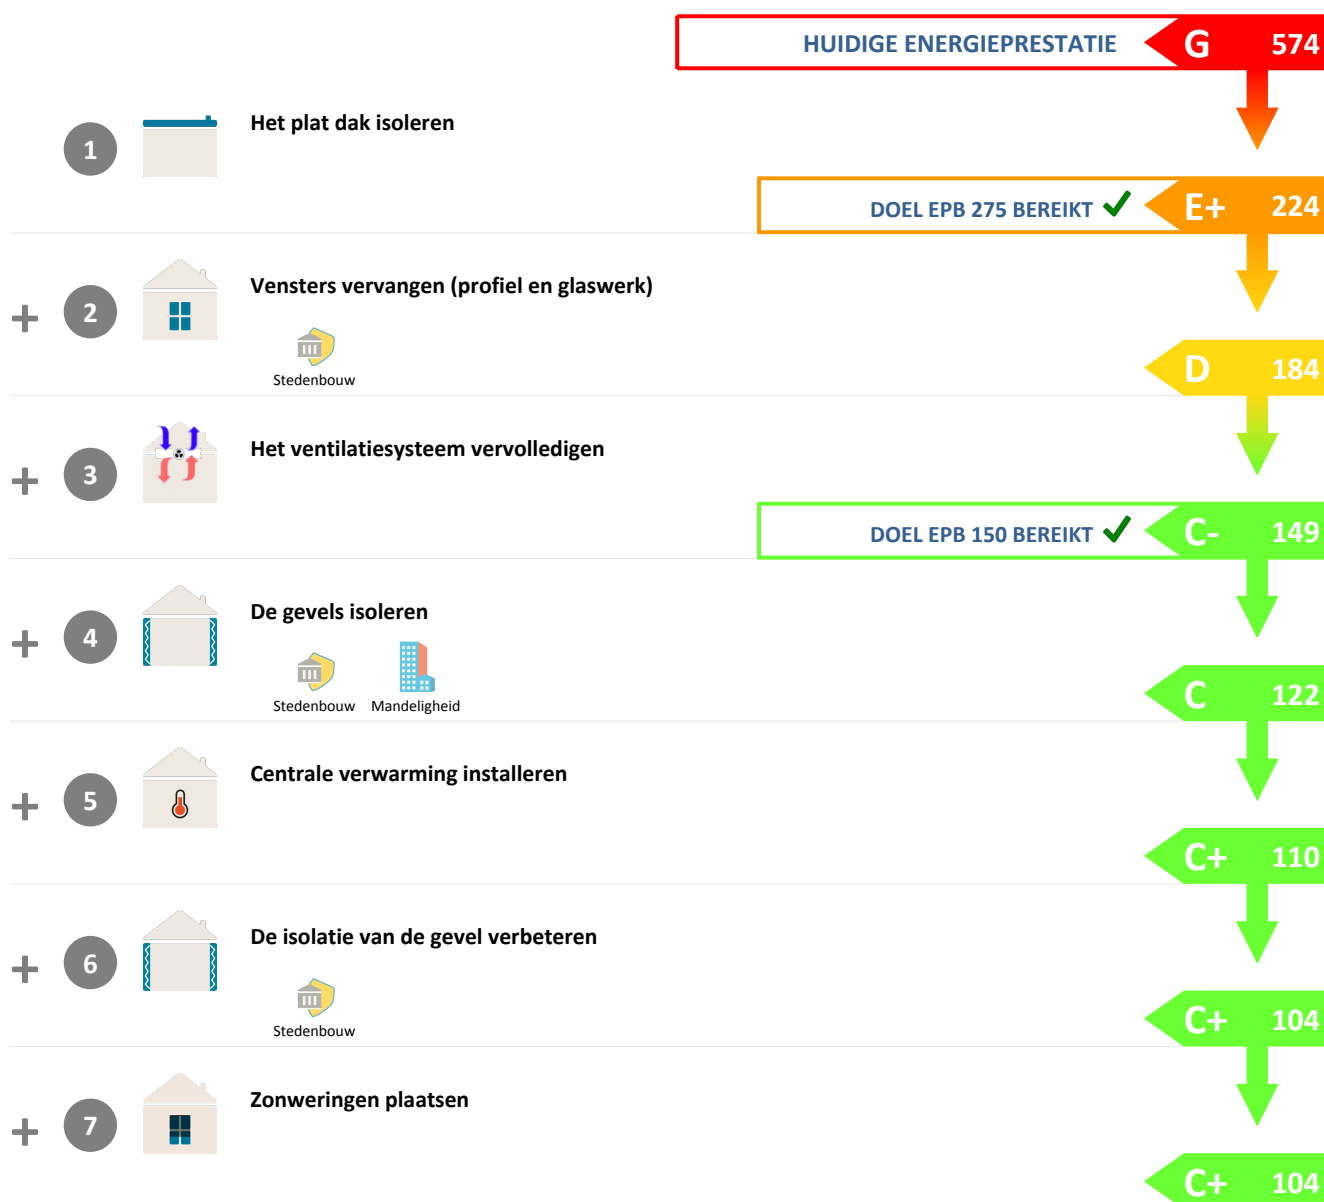 HUIDIGE ENERGIEPRESTATIE G 574
1 Het plat dak isoleren
DOEL EPB 275 BEREIKT E+ 224
+ 2 Vensters vervangen (profiel en glaswerk)
Stedenbouw
D 184
+ 3 Het ventilatiesysteem vervolledigen
DOEL EPB 150 BEREIKT C- 149
+ 4 De gevels isoleren
Stedenbouw Mandeligheid
C 122
+ 5 Centrale verwarming installeren
C+ 110
+ 6 De isolatie van de gevel verbeteren
Stedenbouw
C+ 104
+ 7 Zonweringen plaatsen
C+ 104